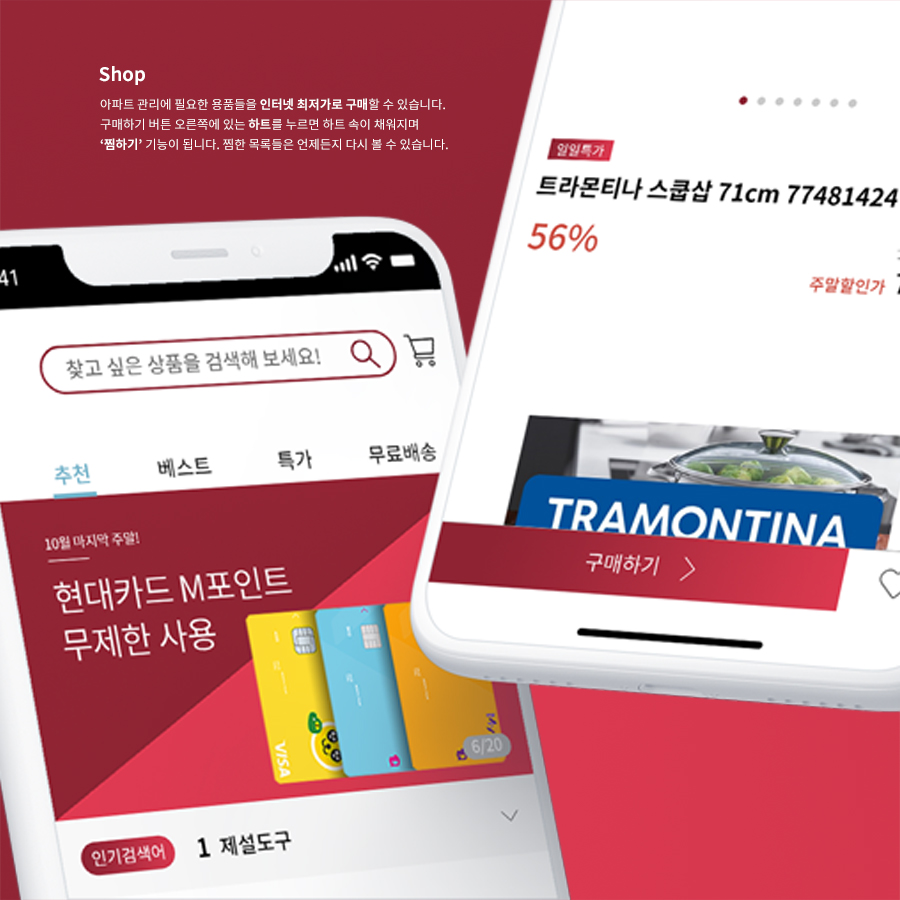 Shop
아파트 관리에 필요한 용품들을 인터넷 최저가로 구매할 수 있습니다.
구매하기 버튼 오른쪽에 있는 하트를 누르면 하트 속이 채워지며
‘찜하기’ 기능이 됩니다. 찜한 목록들은 언제든지 다시 볼 수 있습니다.
일일특가
트라몬티나 스쿱삽 71cm 77481424
56%
주말할인가
TRAMONTINA
구매하기
41
찾고 싶은 상품을 검색해 보세요!
추천 베스트 특가 무료배송
10월 마지막 주말!
현대카드 M포인트
무제한 사용
VISA
My
6/20
인기검색어 1 제설도구